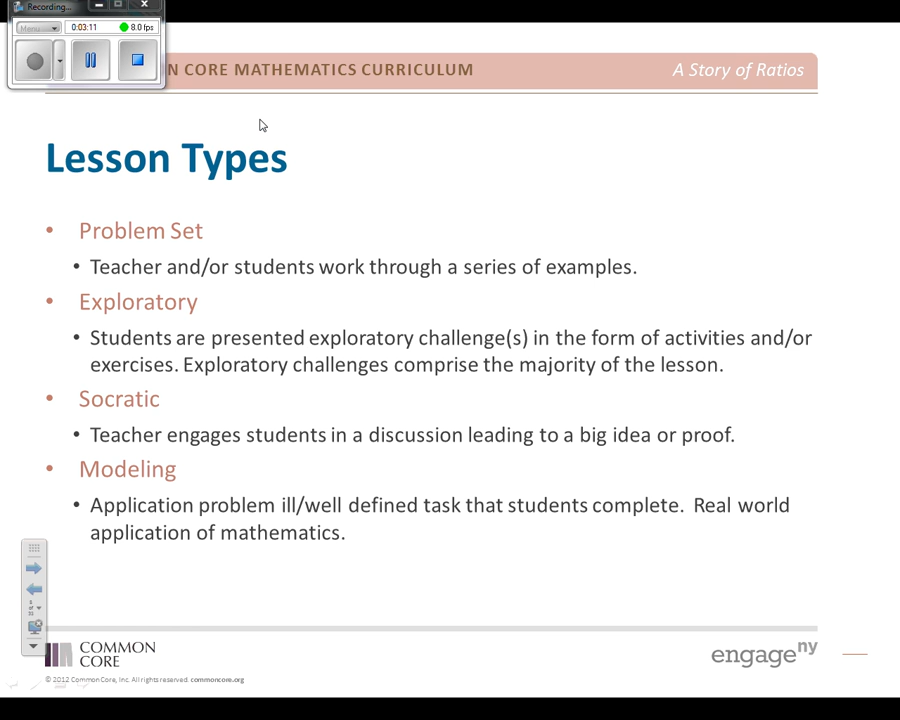 Recording...
Menu
0:03:11
8.0 fps
N CORE MATHEMATICS CURRICULUM
A Story of Ratios
Lesson Types
• Problem Set
• Teacher and/or students work through a series of examples.
• Exploratory
• Students are presented exploratory challenge(s) in the form of activities and/or
exercises. Exploratory challenges comprise the majority of the lesson.
• Socratic
• Teacher engages students in a discussion leading to a big idea or proof.
• Modeling
• Application problem ill/well defined task that students complete. Real world
application of mathematics.
COMMON
CORE
engageny
© 2012 Common Core, Inc. All rights reserved. commoncore.org